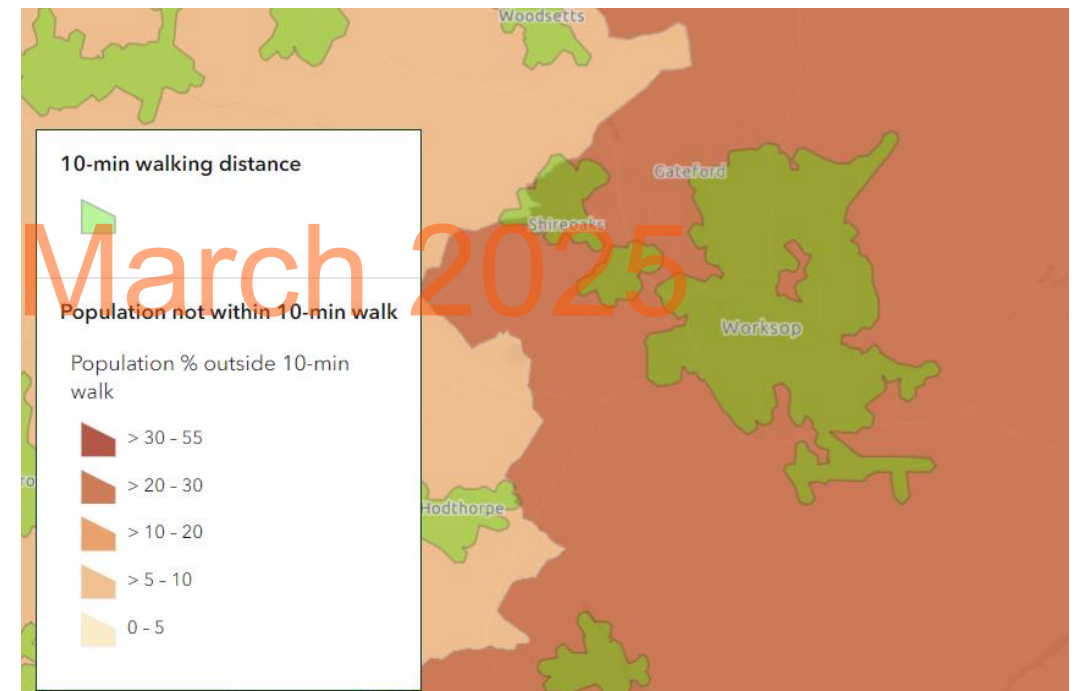 Woodsetts
10-min walking distance
Gateford
Shireoaks
March 2025
Population not within 10-min walk
Worksop
Population % outside 10-min
walk
> 30 - 55
> 20 - 30
ro
Hodthorpe
> 10 - 20
> 5 - 10
0 - 5